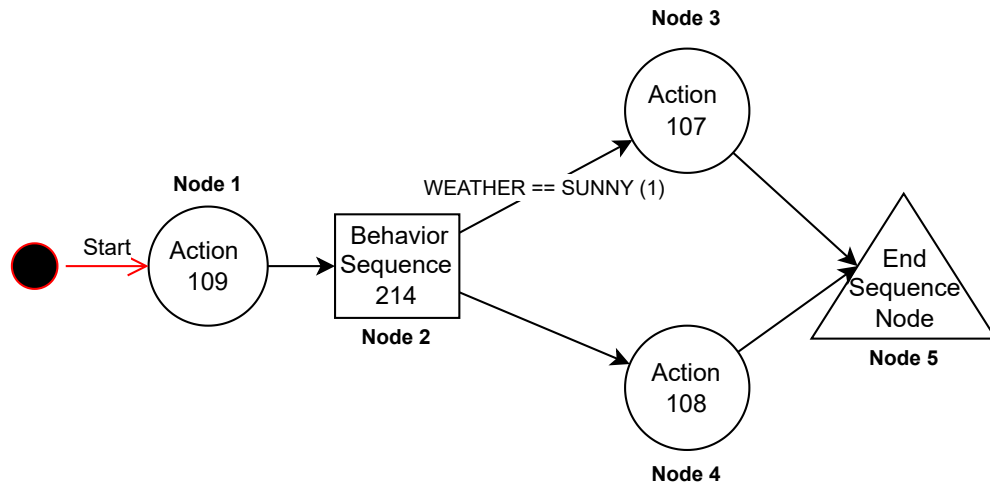 Node 3
Action
107
WEATHER == SUNNY (1)
Node 1
Start
Action
109
Behavior
Sequence
214
Node 2
End
Sequence
Node
Node 5
Action
108
Node 4